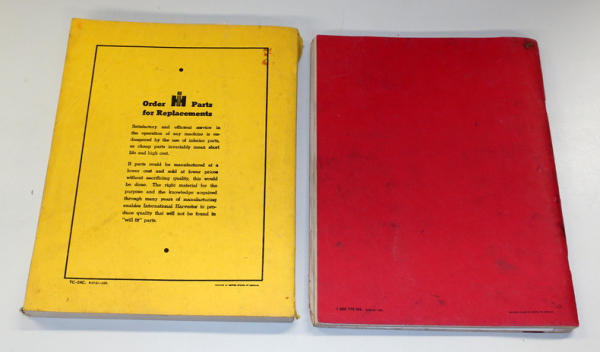 Order IH Parts
for Replacements
Satisfactory and efficient service in
the operation of any machine is en-
dangered by the use of inferior parts,
as cheap parts invariably mean short
life and high cost.
If parts could be manufactured at a
lower cost and sold at lower prices
without sacrificing quality, this would
be done. The right material for the
purpose and the knowledge acquired
through many years of manufacturing
enables International Harvester to pro-
duce quality that will not be found in
"will fit" parts.
TC-24C.